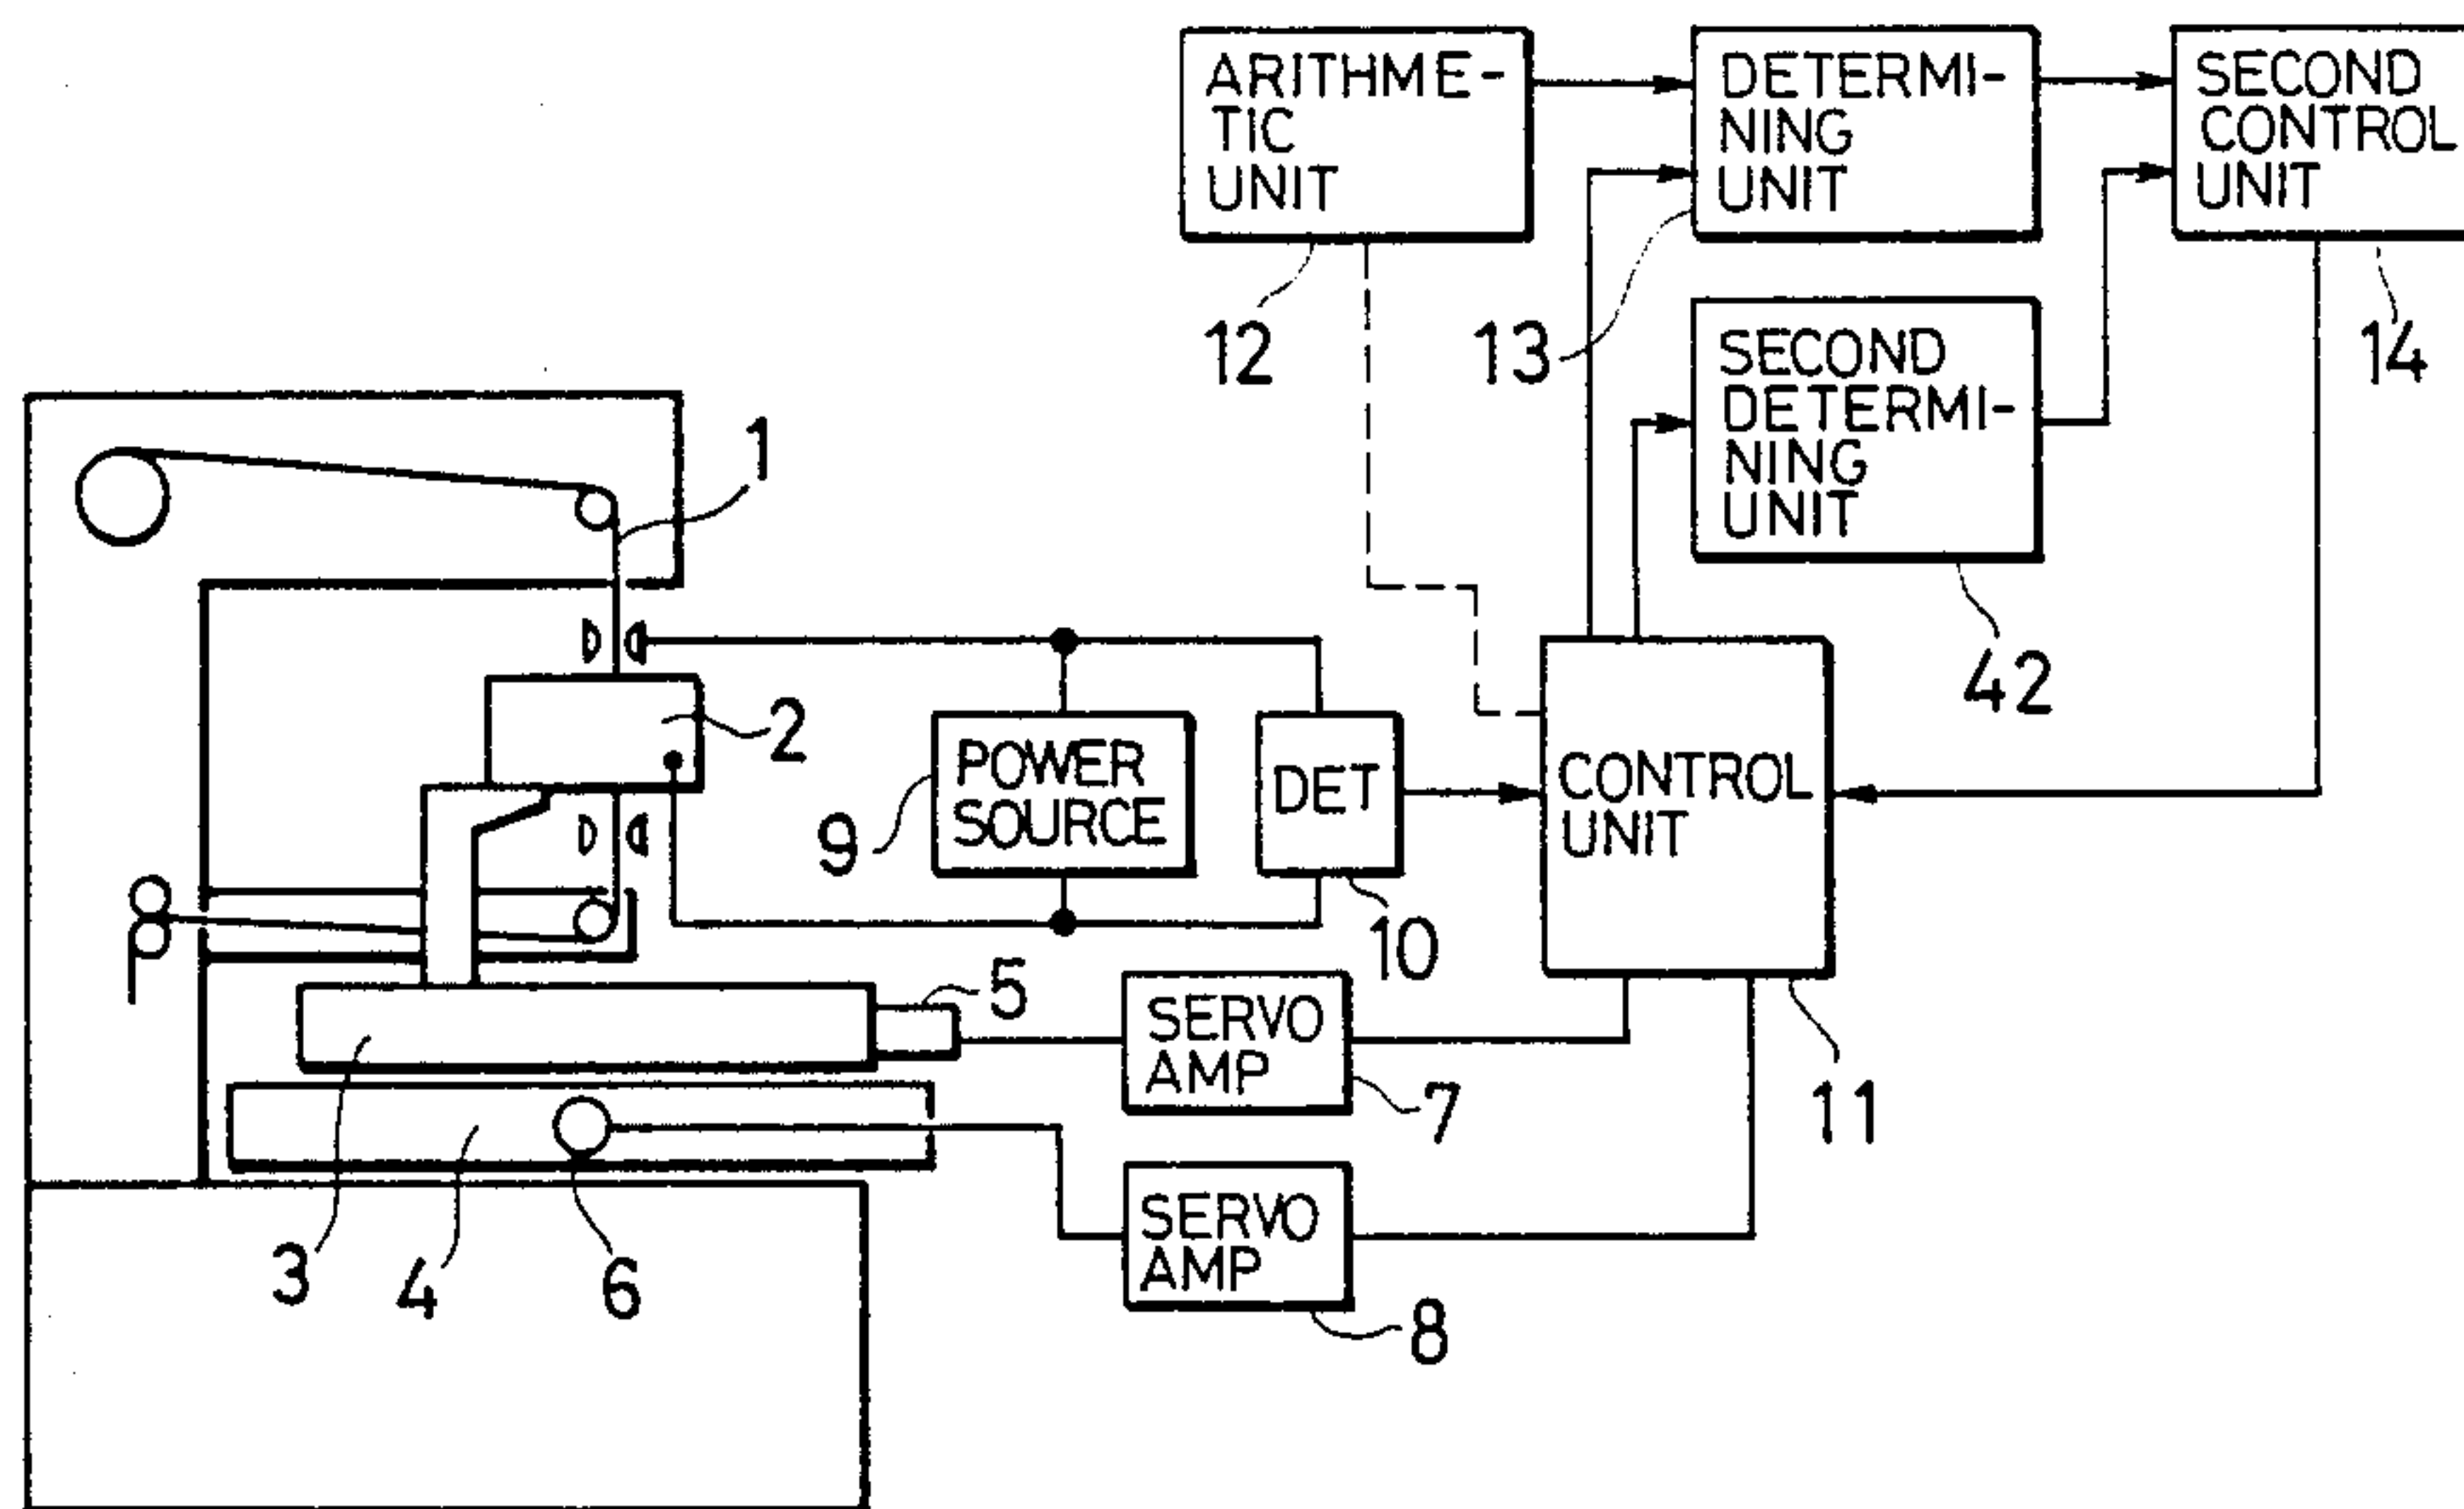 ARITHME-
TIC
UNIT
DETERMI-
NING
UNIT
SECOND
CONTROL
UNIT
12
13
14
SECOND
DETERMI-
NING
UNIT
42
1
2
POWER
SOURCE
9
DET
10
CONTROL
UNIT
11
5
SERVO
AMP
7
3
4
6
SERVO
AMP
8